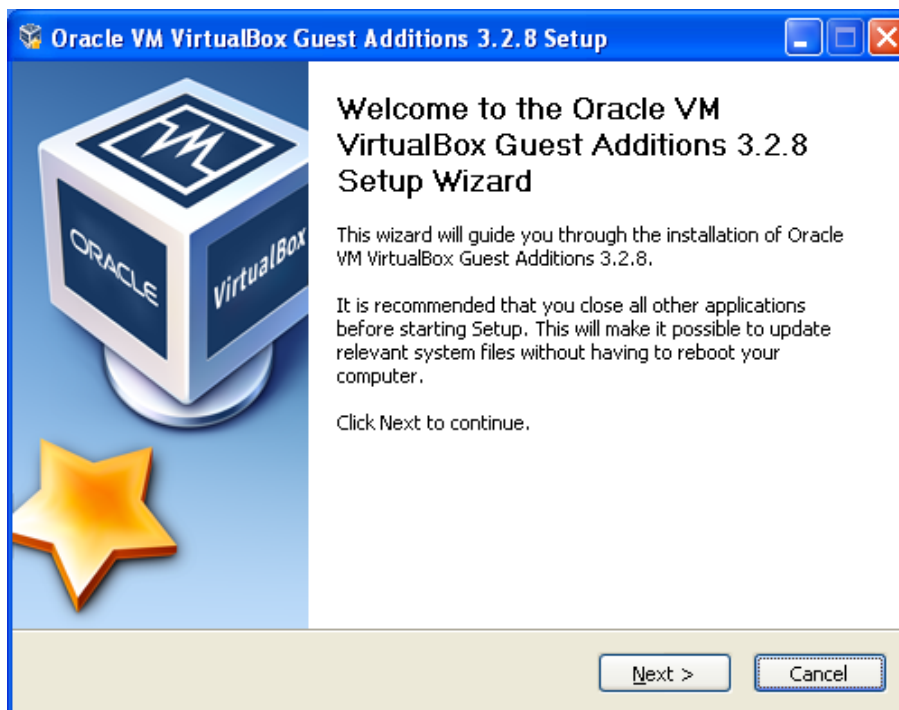 Oracle VM VirtualBox Guest Additions 3.2.8 Setup
Welcome to the Oracle VM
VirtualBox Guest Additions 3.2.8
Setup Wizard
ORACLE
VirtualBox
This wizard will guide you through the installation of Oracle
VM VirtualBox Guest Additions 3.2.8.
It is recommended that you close all other applications
before starting Setup. This will make it possible to update
relevant system files without having to reboot your
computer.
Click Next to continue.
Next >
Cancel